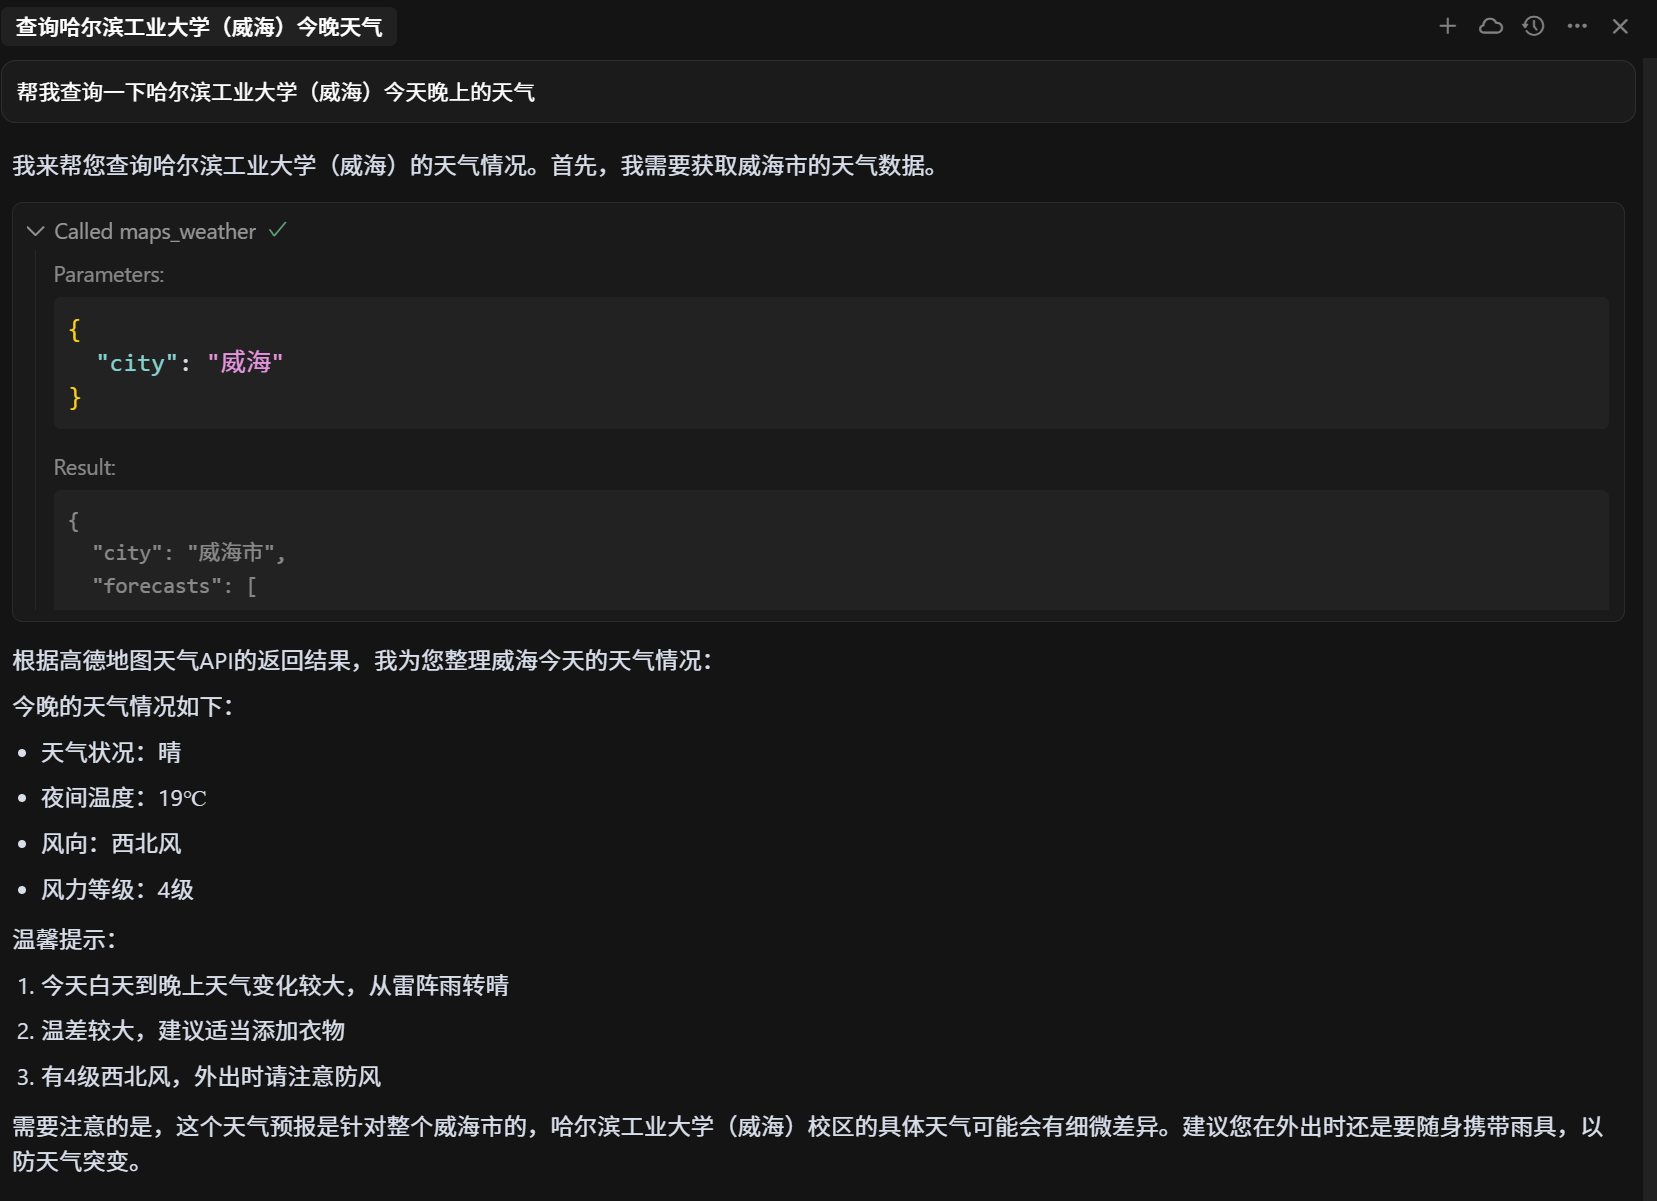 查询哈尔滨工业大学（威海）今晚天气
帮我查询一下哈尔滨工业大学（威海）今天晚上的天气
我来帮您查询哈尔滨工业大学（威海）的天气情况。首先，我需要获取威海市的天气数据。
Called maps_weather
Parameters:
{
"city": "威海"
}
Result:
{
"city": "威海市",
"forecasts": [
根据高德地图天气API的返回结果，我为您整理威海今天的天气情况：
今晚的天气情况如下：
• 天气状况：晴
• 夜间温度：19℃
• 风向：西北风
• 风力等级：4级
温馨提示：
1. 今天白天到晚上天气变化较大，从雷阵雨转晴
2. 温差较大，建议适当添加衣物
3. 有4级西北风，外出时请注意防风
需要注意的是，这个天气预报是针对整个威海市的，哈尔滨工业大学（威海）校区的具体天气可能会有细微差异。建议您在外出时还是要随身携带雨具，以
防天气突变。